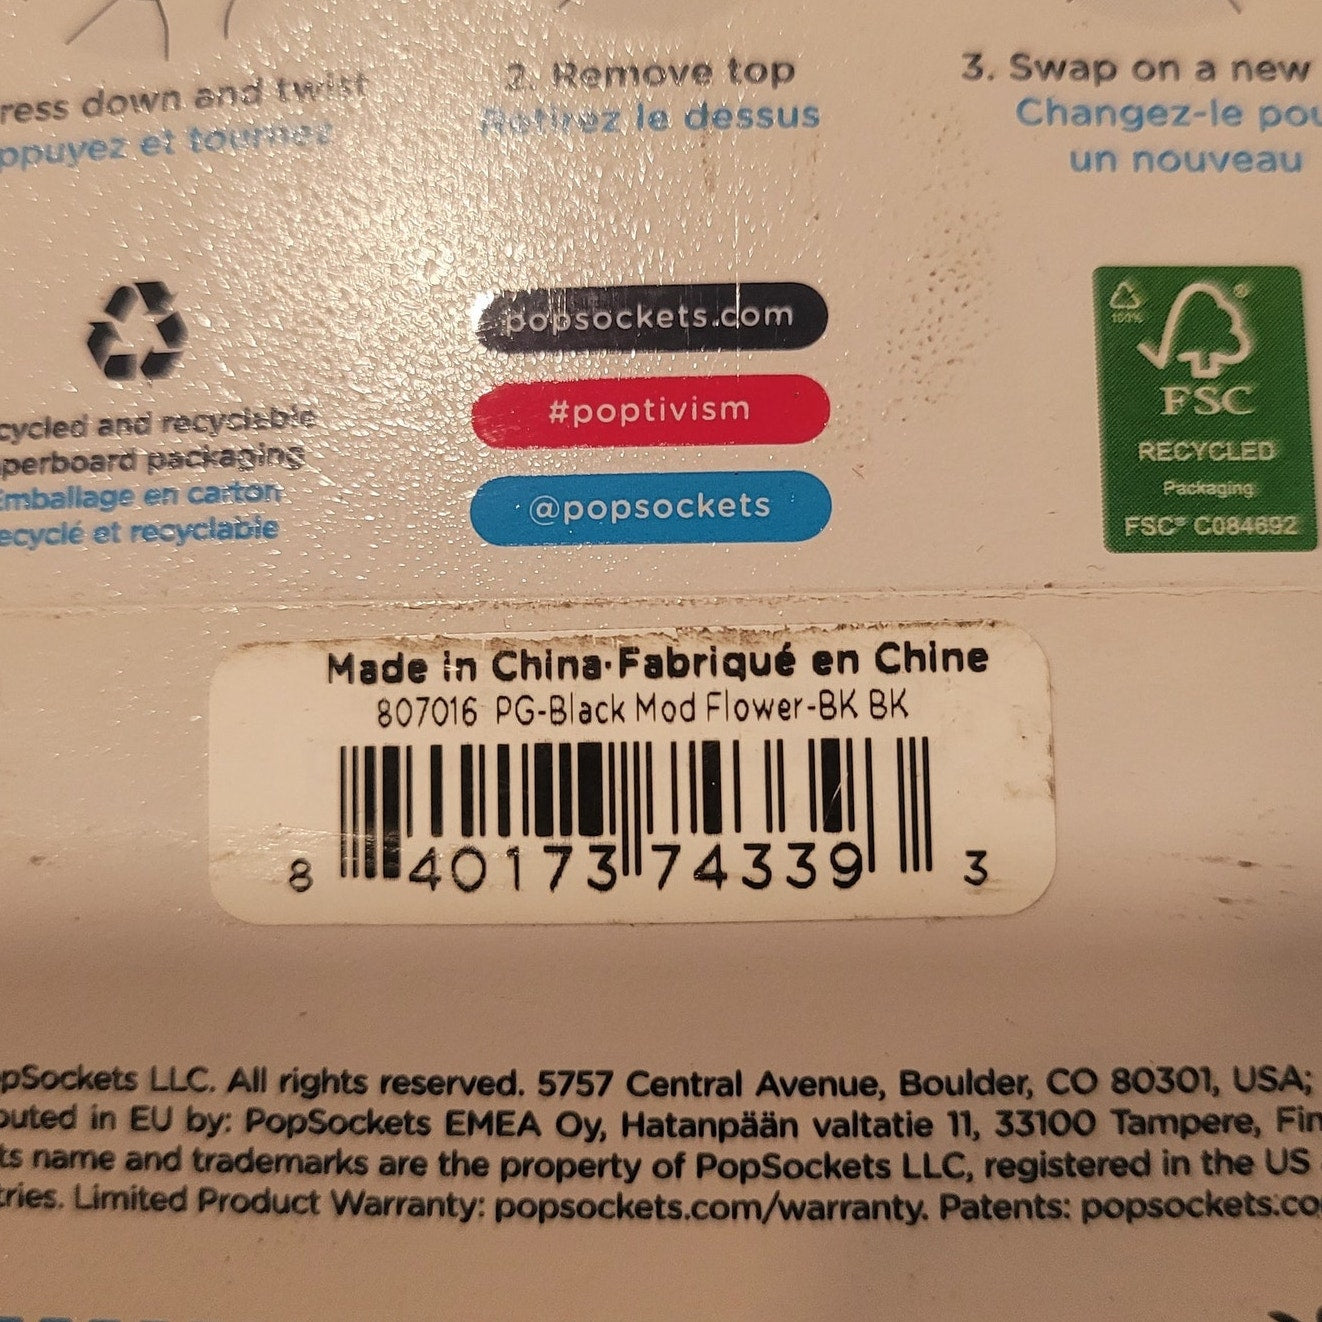 ress down and twist
ppuyez et tournez
2. Remove top
Retirez le dessus
3. Swap on a new
Changez-le pou
un nouveau
cycled and recyclable
perboard packaging
Emballage en carton
ecyclé et recyclable
popsockets.com
#poptivism
@popsockets
100%
FSC
RECYCLED
Packaging
FSC® C084692
Made in China·Fabriqué en Chine
807016 PG-Black Mod Flower-BK BK
8 40173 74339 3
pSockets LLC. All rights reserved. 5757 Central Avenue, Boulder, CO 80301, USA;
outed in EU by: PopSockets EMEA Oy, Hatanpään valtatie 11, 33100 Tampere, Fin
ts name and trademarks are the property of PopSockets LLC, registered in the US
tries. Limited Product Warranty: popsockets.com/warranty. Patents: popsockets.co